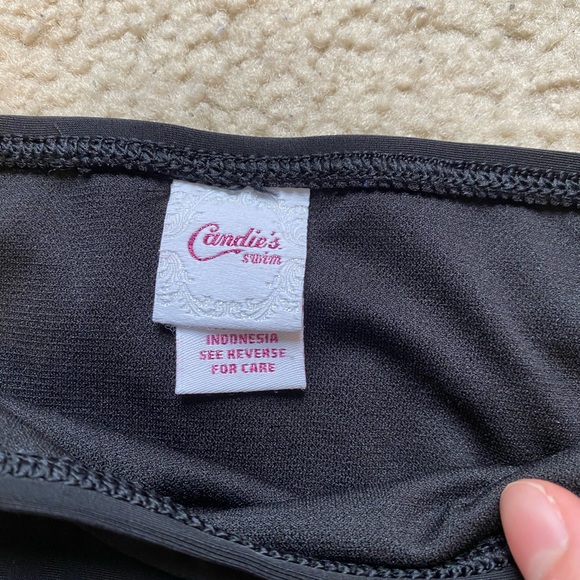 Candie's
swim
INDONESIA
SEE REVERSE
FOR CARE